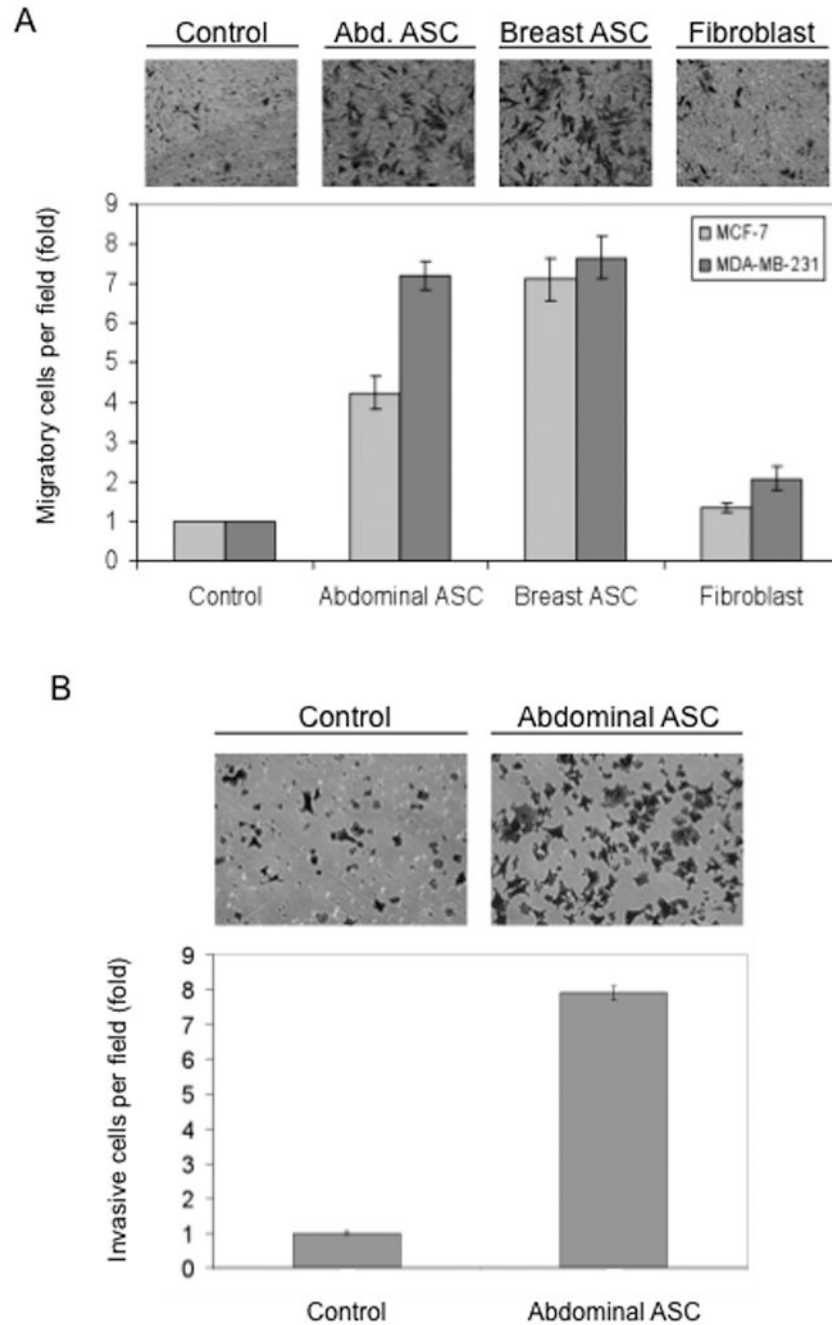 A
Control Abd. ASC Breast ASC Fibroblast
Migratory cells per field (fold)
9
8
7
6
5
4
3
2
1
0
MCF-7
MDA-MB-231
Control Abdominal ASC Breast ASC Fibroblast
B
Control Abdominal ASC
Invasive cells per field (fold)
9
8
7
6
5
4
3
2
1
0
Control Abdominal ASC